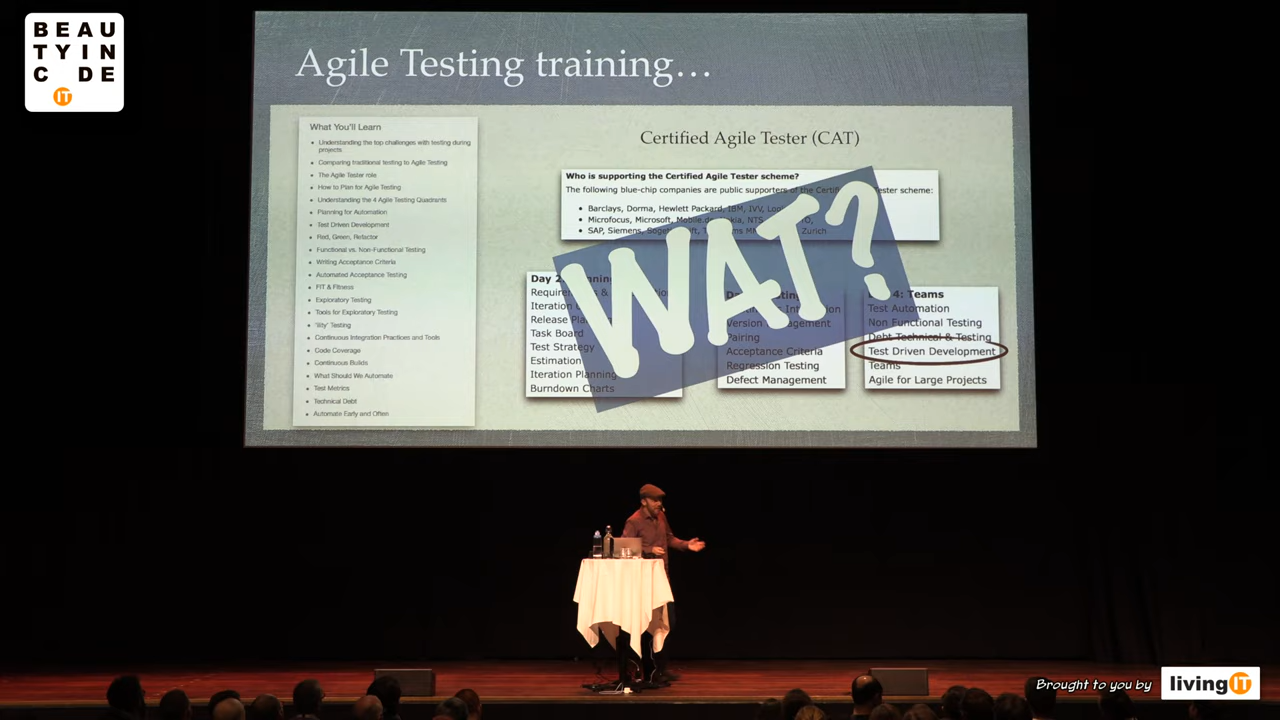 BEAU
TYIN
C DE
IT
Agile Testing training...
What You'll Learn
• Understanding the top challenges with testing during
projects
• Comparing traditional testing to Agile Testing
• The Agile Tester role
• How to Plan for Agile Testing
• Understanding the 4 Agile Testing Quadrants
• Planning for Automation
• Test Driven Development
• Red, Green, Refactor
• Functional vs. Non-Functional Testing
• Writing Acceptance Criteria
• Automated Acceptance Testing
• FIT & Fitness
• Exploratory Testing
• Tools for Exploratory Testing
• 'Ility' Testing
• Continuous Integration Practices and Tools
• Code Coverage
• Continuous Builds
• What Should We Automate
• Test Metrics
• Technical Debt
• Automate Early and Often
Certified Agile Tester (CAT)
Who is supporting the Certified Agile Tester scheme?
The following blue-chip companies are public supporters of the Tester scheme:
• Barclays, Dorma, Hewlett Packard, IBM, IVV,
• Microfocus, Microsoft, NTS
• SAP, Siemens, Zurich
WAT?
Day 2:
Requirements &
Iteration
Release
Task Board
Test Strategy
Estimation
Iteration Planning
Burndown Charts
Version Management
Pairing
Acceptance Criteria
Regression Testing
Defect Management
4: Teams
Test Automation
Non Functional Testing
Debt Technical & Testing
Test Driven Development
Teams
Agile for Large Projects
Brought to you by
living IT